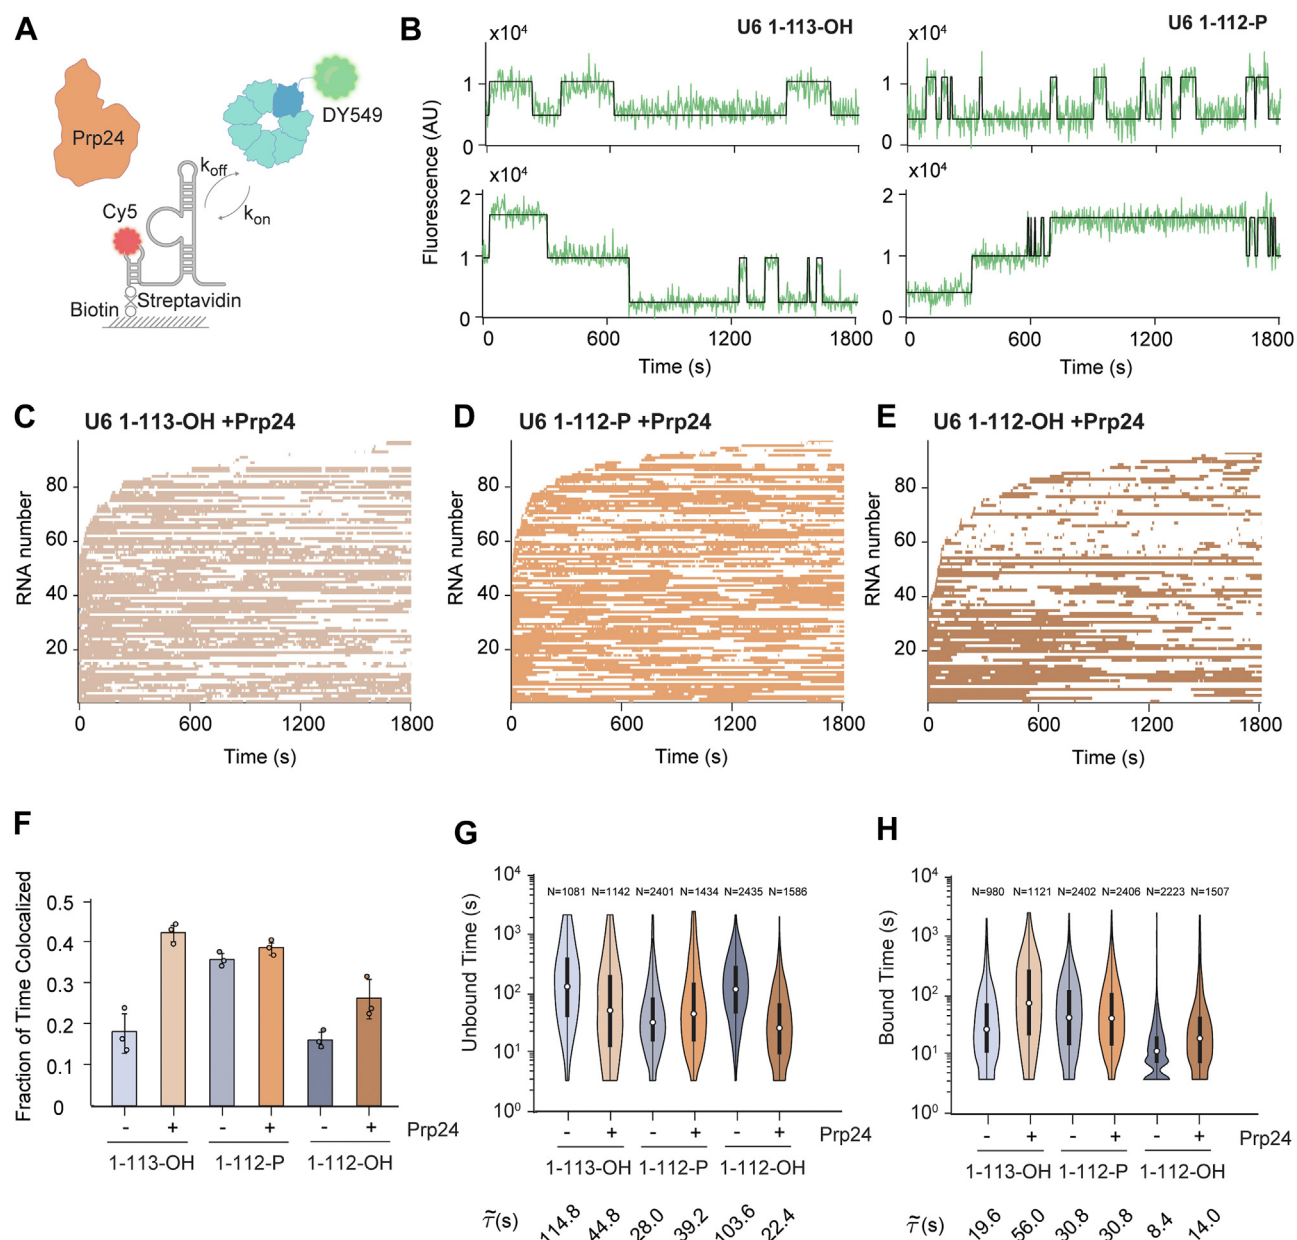 A
Prp24
DY549
koff
kon
Cy5
Biotin
Streptavidin
B
U6 1-113-OH
U6 1-112-P
Fluorescence (AU)
x10⁴
1
0
x10⁴
1
0
x10⁴
2
1
0
0 600 1200 1800
Time (s)
x10⁴
2
1
0
0 600 1200 1800
Time (s)
C
U6 1-113-OH +Prp24
RNA number
80
60
40
20
0 600 1200 1800
Time (s)
D
U6 1-112-P +Prp24
RNA number
80
60
40
20
0 600 1200 1800
Time (s)
E
U6 1-112-OH +Prp24
RNA number
80
60
40
20
0 600 1200 1800
Time (s)
F
Fraction of Time Colocalized
0.5
0.4
0.3
0.2
0.1
0
- + - + - + Prp24
1-113-OH 1-112-P 1-112-OH
G
Unbound Time (s)
10⁴
10³
10²
10¹
10⁰
N=1081 N=1142 N=2401 N=1434 N=2435 N=1586
- + - + - + Prp24
1-113-OH 1-112-P 1-112-OH
τ̃(s) 114.8 44.8 28.0 39.2 103.6 22.4
H
Bound Time (s)
10⁴
10³
10²
10¹
10⁰
N=980 N=1121 N=2402 N=2406 N=2223 N=1507
- + - + - + Prp24
1-113-OH 1-112-P 1-112-OH
τ̃(s) 19.6 56.0 30.8 30.8 8.4 14.0